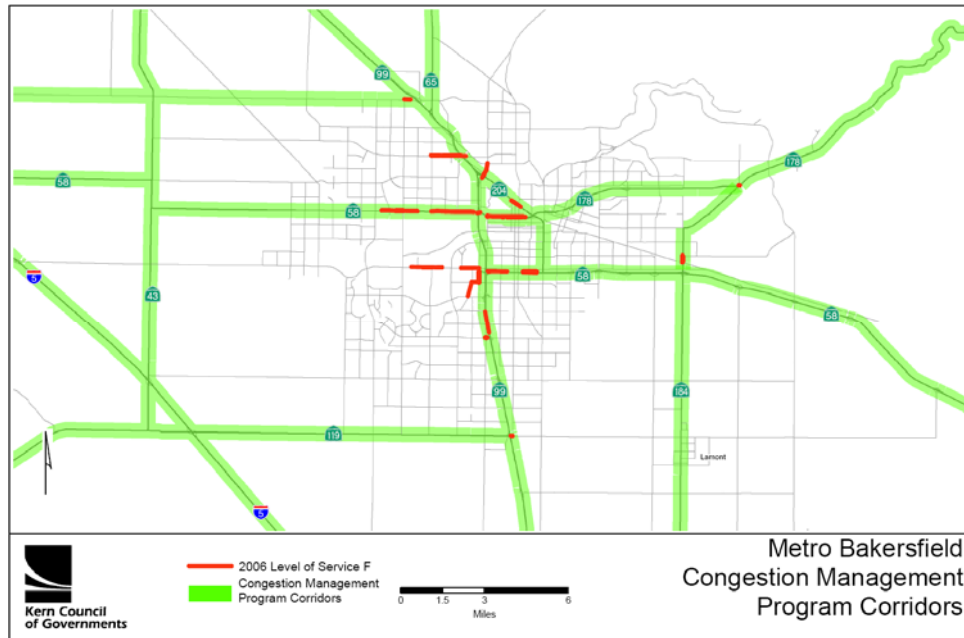 99
65
58
204
178
178
58
5
43
58
58
99
184
119
Lamont
5
Kern Council
of Governments
2006 Level of Service F
Congestion Management
Program Corridors
0 1.5 3 6
Miles
Metro Bakersfield
Congestion Management
Program Corridors